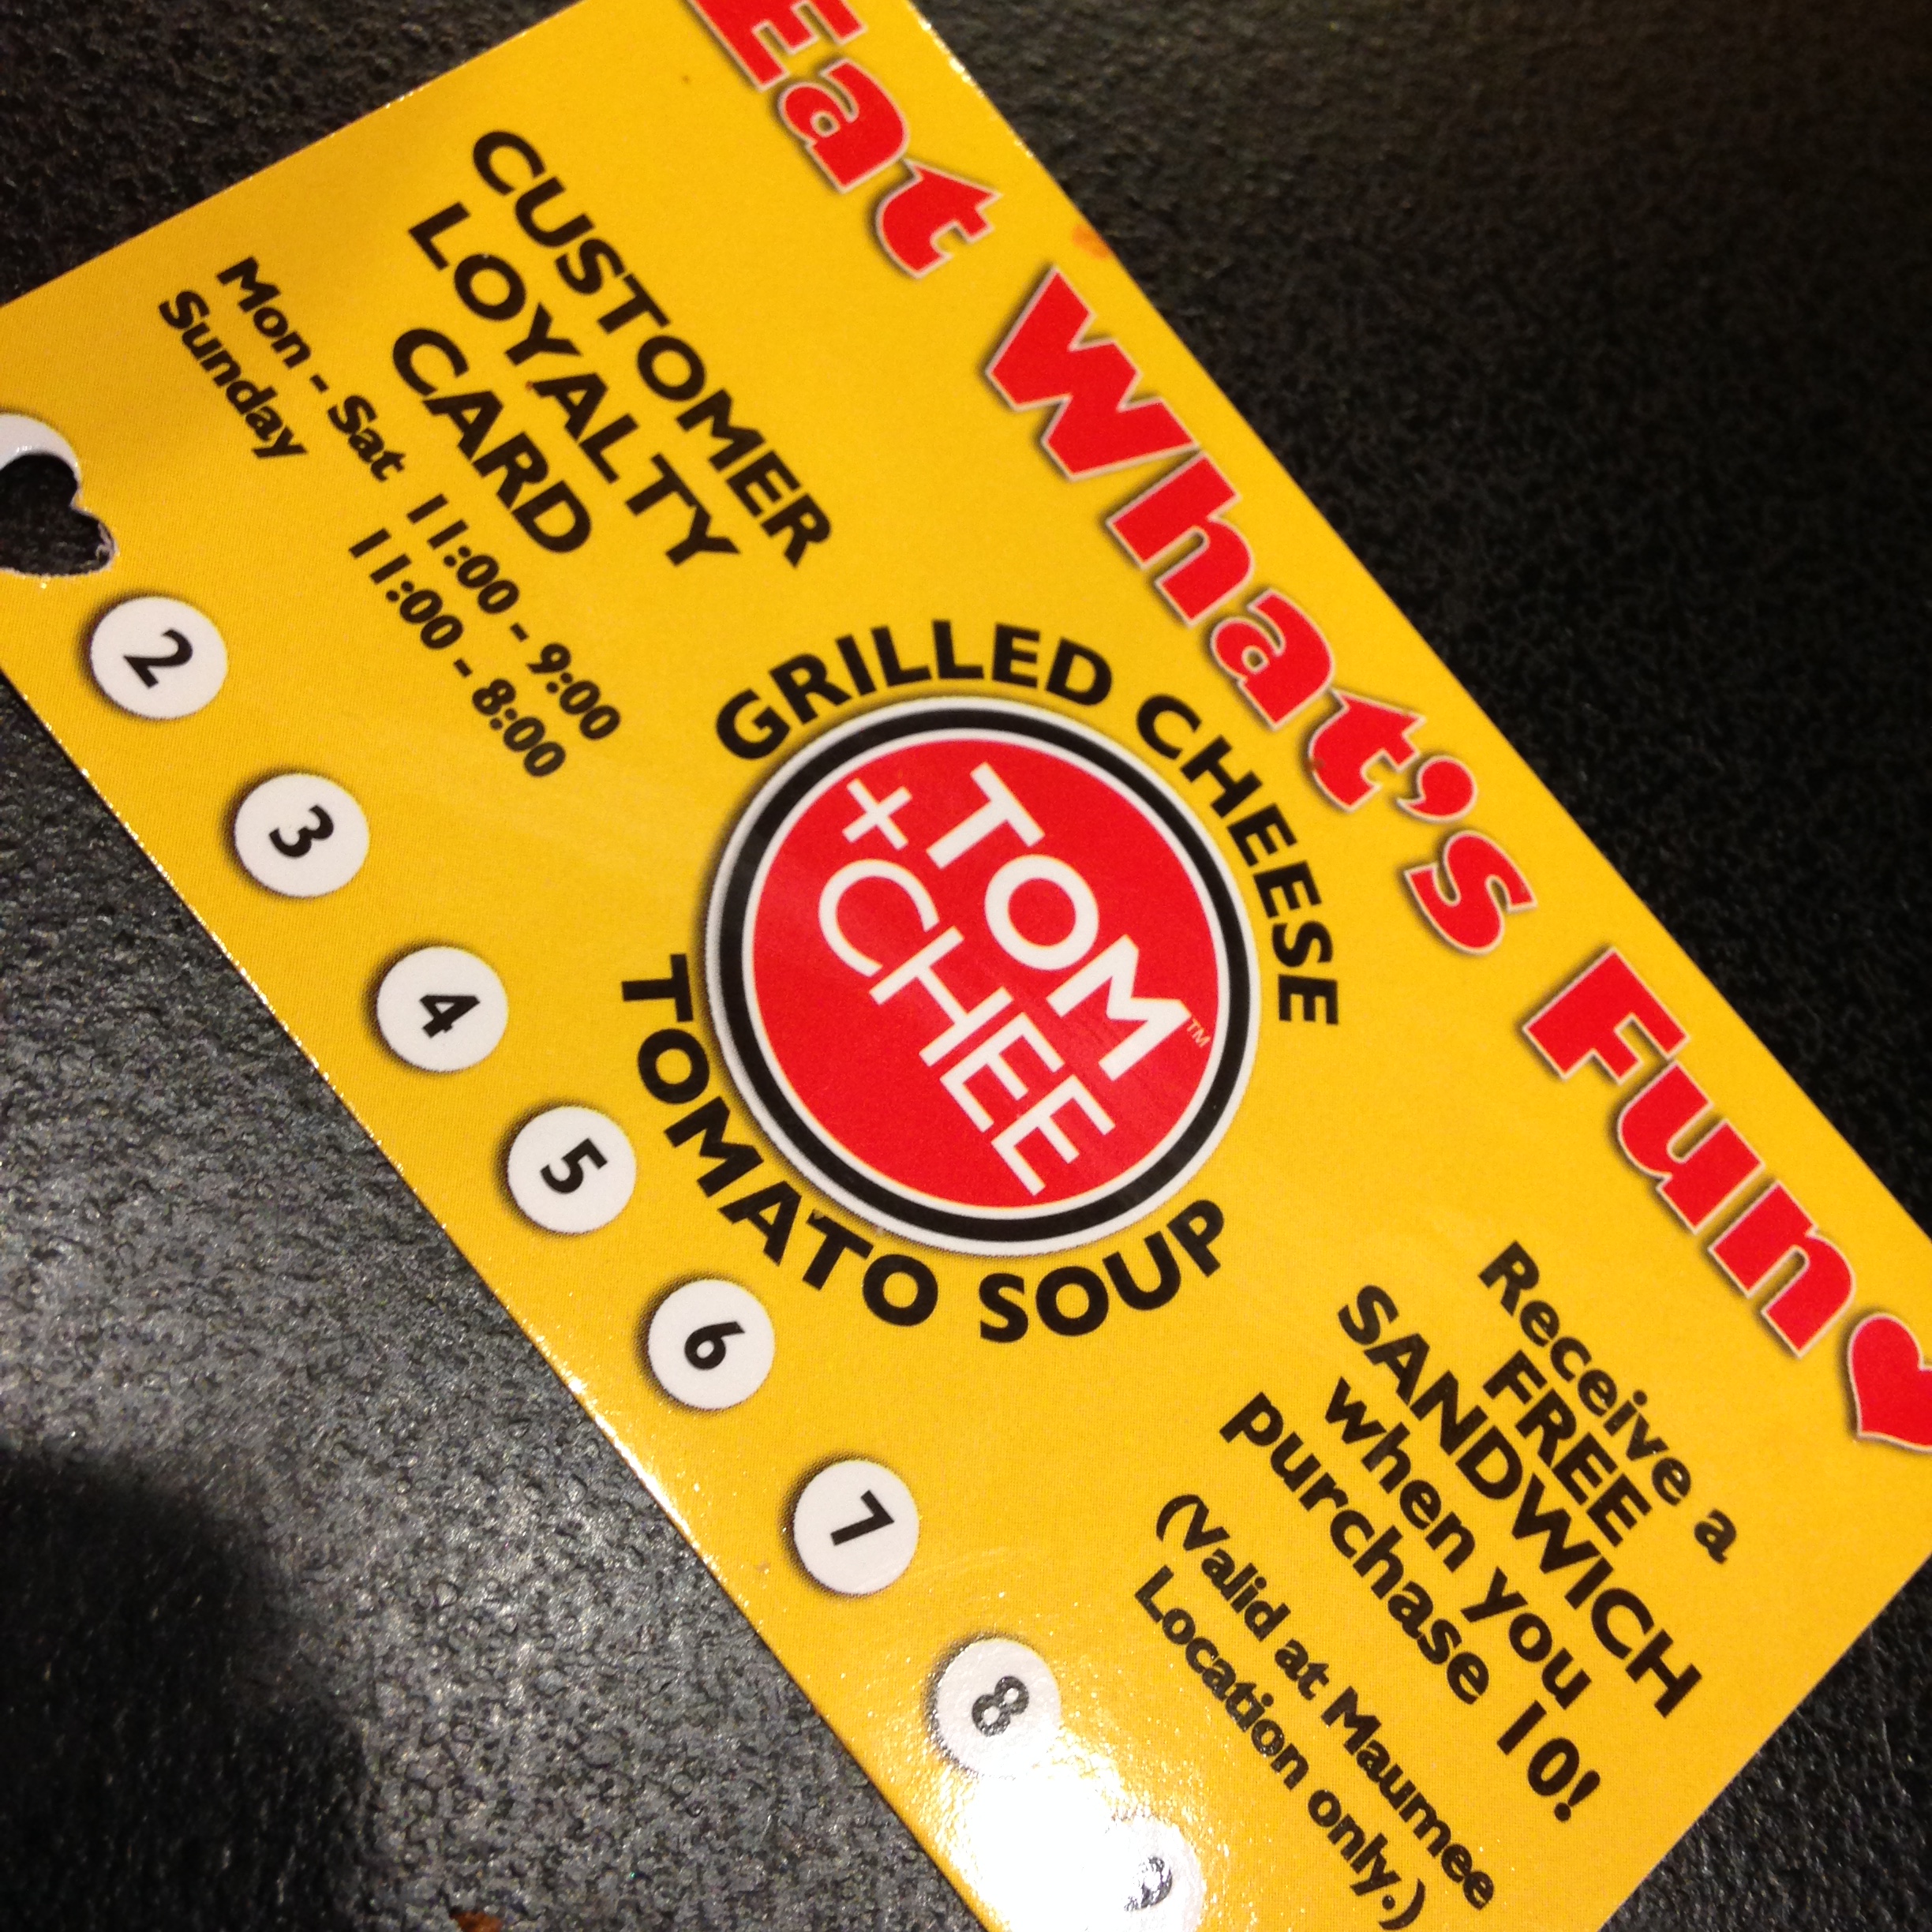 Eat What's Fun
CUSTOMER
LOYALTY
CARD
Mon - Sat 11:00 - 9:00
Sunday 11:00 - 8:00
GRILLED CHEESE
TOM™
+CHEE
TOMATO SOUP
Receive a
FREE
SANDWICH
when you
purchase 10!
(Valid at Maumee
Location only.)
2 3 4 5 6 7 8 9